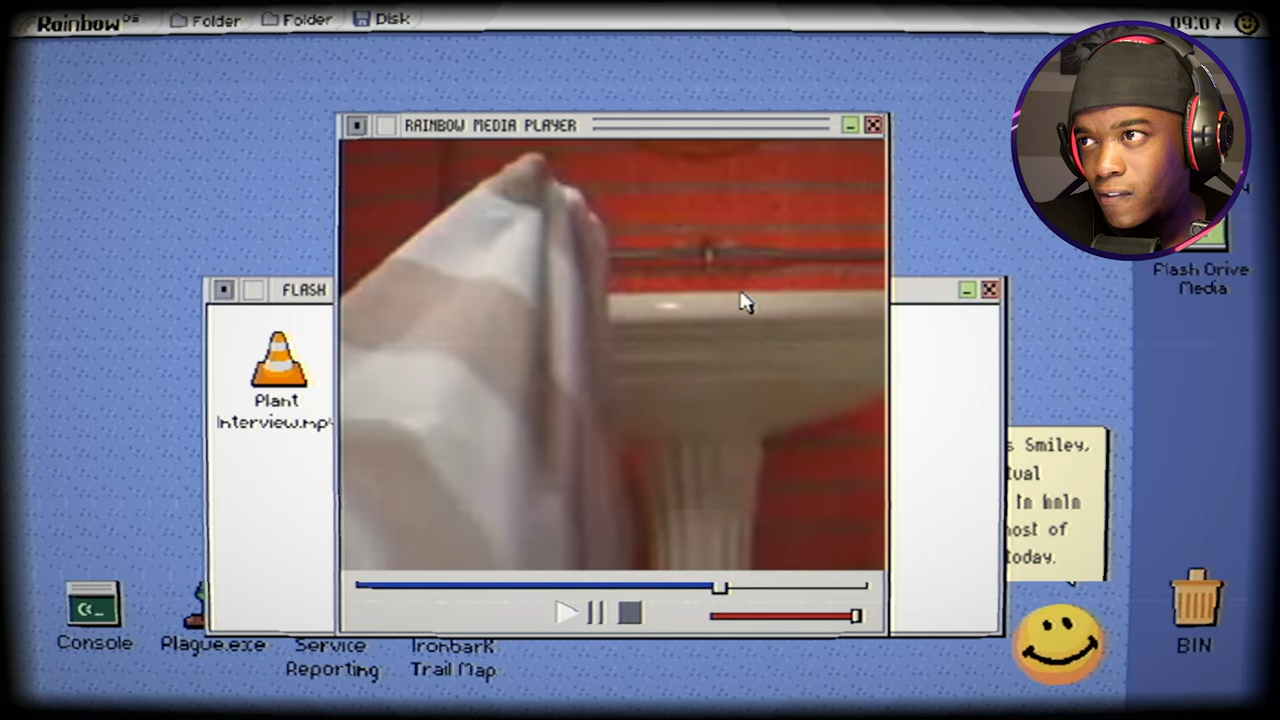 RainbowOS
Folder
Folder
Disk
09:07
RAINBOW MEDIA PLAYER
FLASH
Plant
Interview.mp
Flash Drive
Media
s Smiley,
tual
to help
most of
today.
Console
Plague.exe
Service
Reporting
Ironbark
Trail Map
BIN